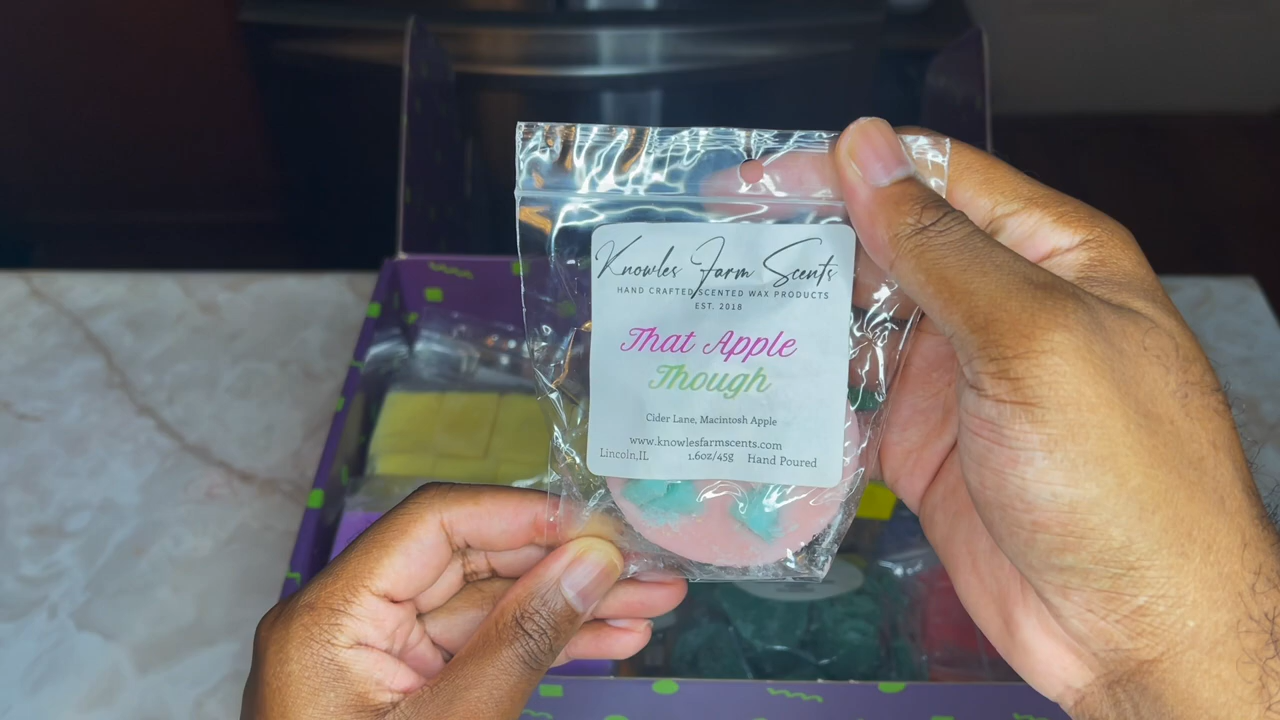 Knowles Farm Scents
HAND CRAFTED SCENTED WAX PRODUCTS
EST. 2018
That Apple
Though
Cider Lane, Macintosh Apple
www.knowlesfarmscents.com
Lincoln,IL 1.6oz/45g Hand Poured